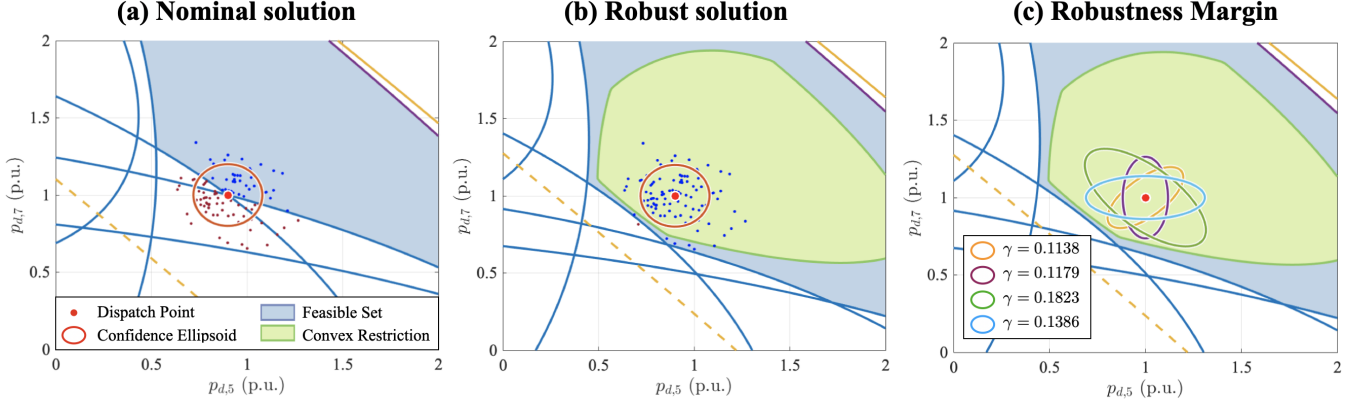 (a) Nominal solution
2
1.5
1
0.5
0
p_{d,7} (p.u.)
Dispatch Point
Confidence Ellipsoid
Feasible Set
Convex Restriction
0 0.5 1 1.5 2
p_{d,5} (p.u.)
(b) Robust solution
2
1.5
1
0.5
0
p_{d,7} (p.u.)
0 0.5 1 1.5 2
p_{d,5} (p.u.)
(c) Robustness Margin
2
1.5
1
0.5
0
p_{d,7} (p.u.)
γ = 0.1138
γ = 0.1179
γ = 0.1823
γ = 0.1386
0 0.5 1 1.5 2
p_{d,5} (p.u.)